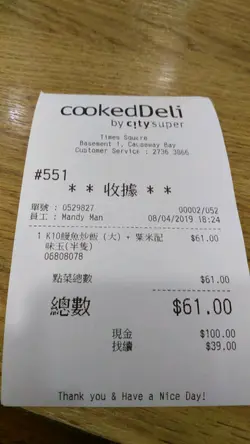 cookedDeli
by city'super
Times Square
Basement 1, Causeway Bay
Customer Service : 2736 3866
#551
** 收據 **
單號 : 0529827 00002/052
員工 : Mandy Man 08/04/2019 18:24
1 K10鰻魚炒飯(大)+ 粟米配 $61.00
味玉(半隻)
06808078
點菜總數 $61.00
總數 $61.00
現金 $100.00
找續 $39.00
Thank you & Have a Nice Day!